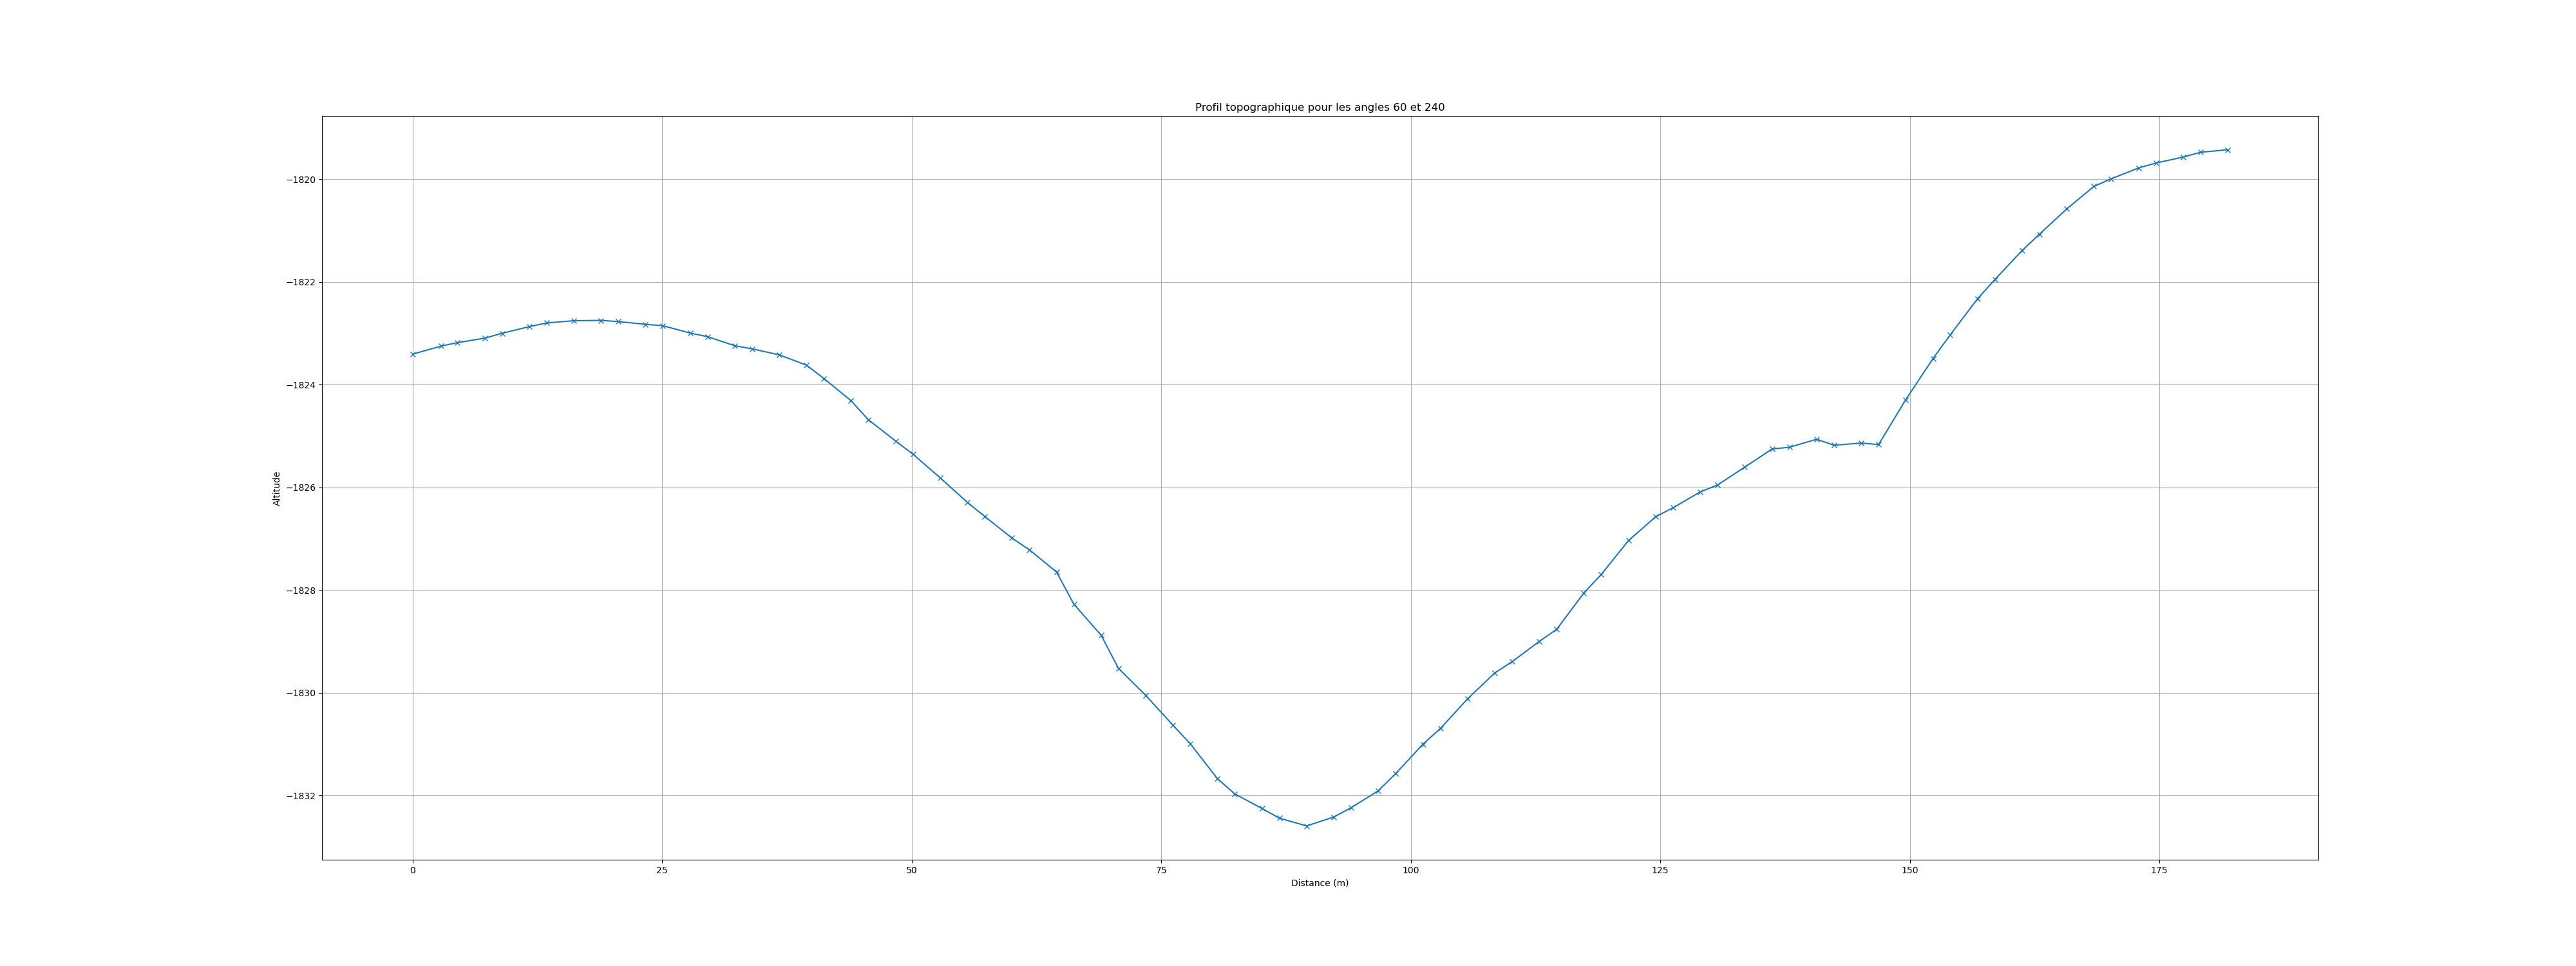 Profil topographique pour les angles 60 et 240
Altitude
−1820
−1822
−1824
−1826
−1828
−1830
−1832
0 25 50 75 100 125 150 175
Distance (m)